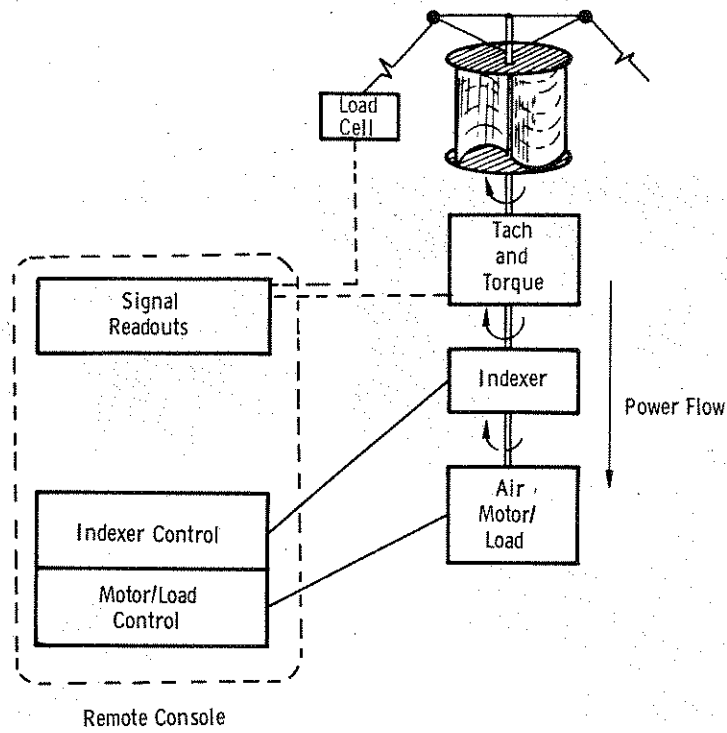 Load
Cell
Tach
and
Torque
Signal
Readouts
Indexer
Power Flow
Air
Motor/
Load
Indexer Control
Motor/Load
Control
Remote Console